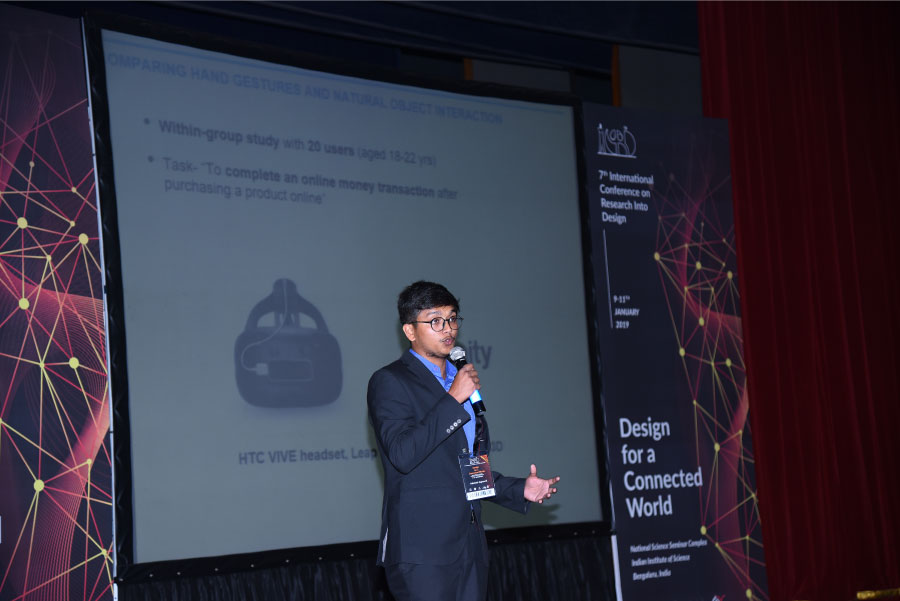 OMPARING HAND GESTURES AND NATURAL OBJECT INTERACTION
• Within-group study with 20 users (aged 18-22 yrs)
• Task- "To complete an online money transaction after
purchasing a product online"
ity
HTC VIVE headset, Leap
SD
7th International
Conference on
Research Into
Design
9-11TH
JANUARY
2019
Design
for a
Connected
World
National Science Seminar Complex
Indian Institute of Science
Bengaluru, India